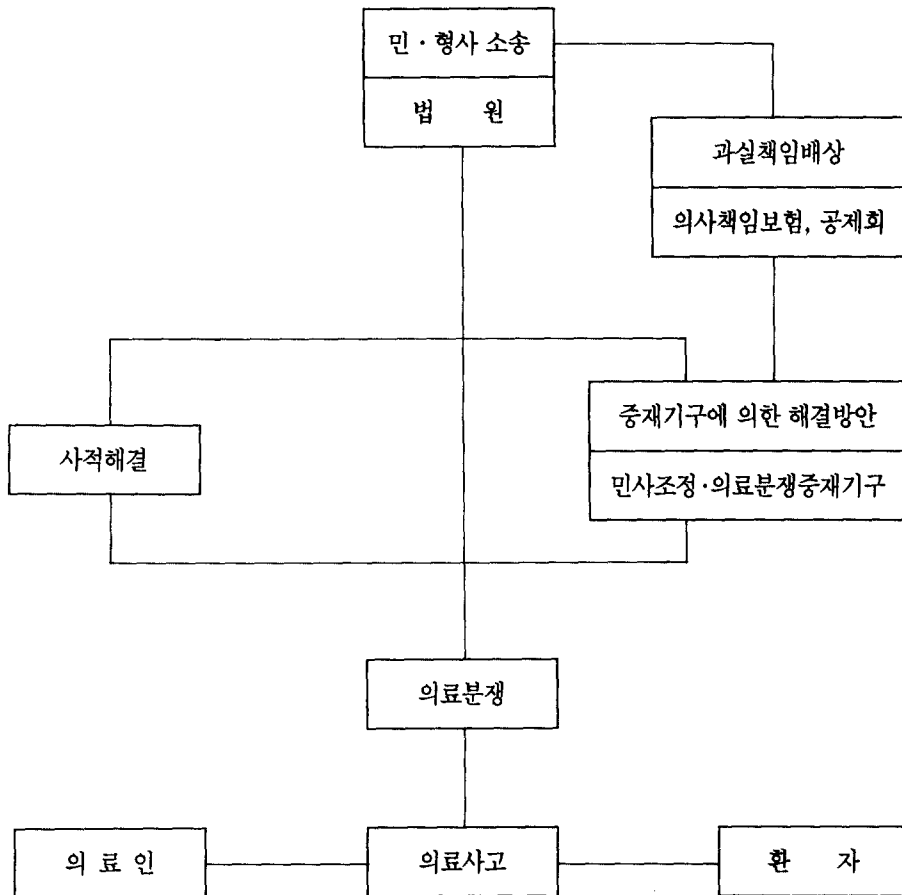 민·형사 소송
법 원
과실책임배상
의사책임보험, 공제회
중재기구에 의한 해결방안
사적해결
민사조정·의료분쟁중재기구
의료분쟁
의 료 인
의료사고
환 자